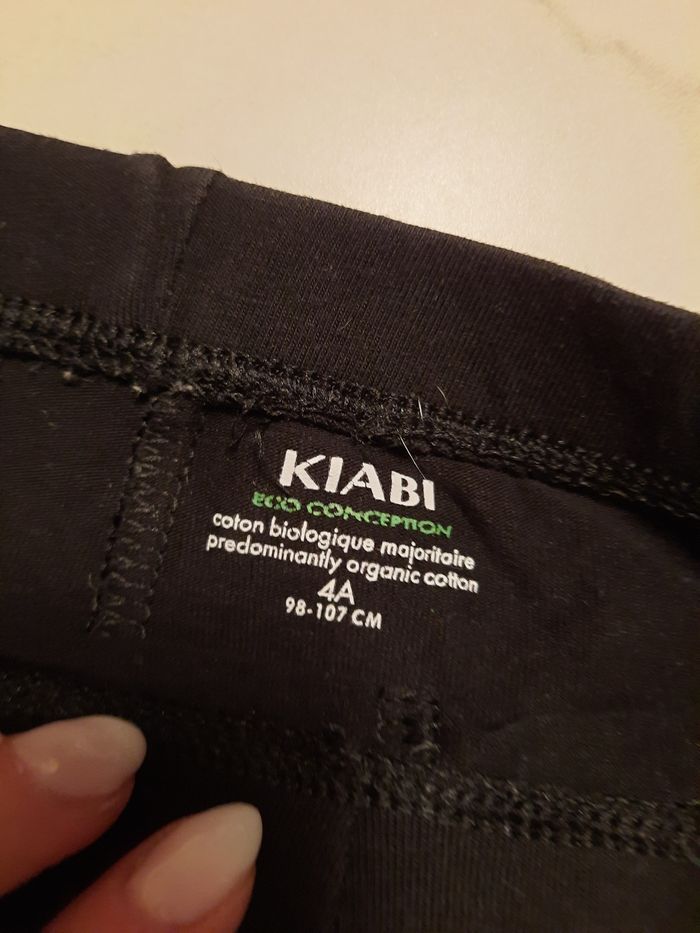 KIABI
ECO CONCEPTION
coton biologique majoritaire
predominantly organic cotton
4A
98-107 CM